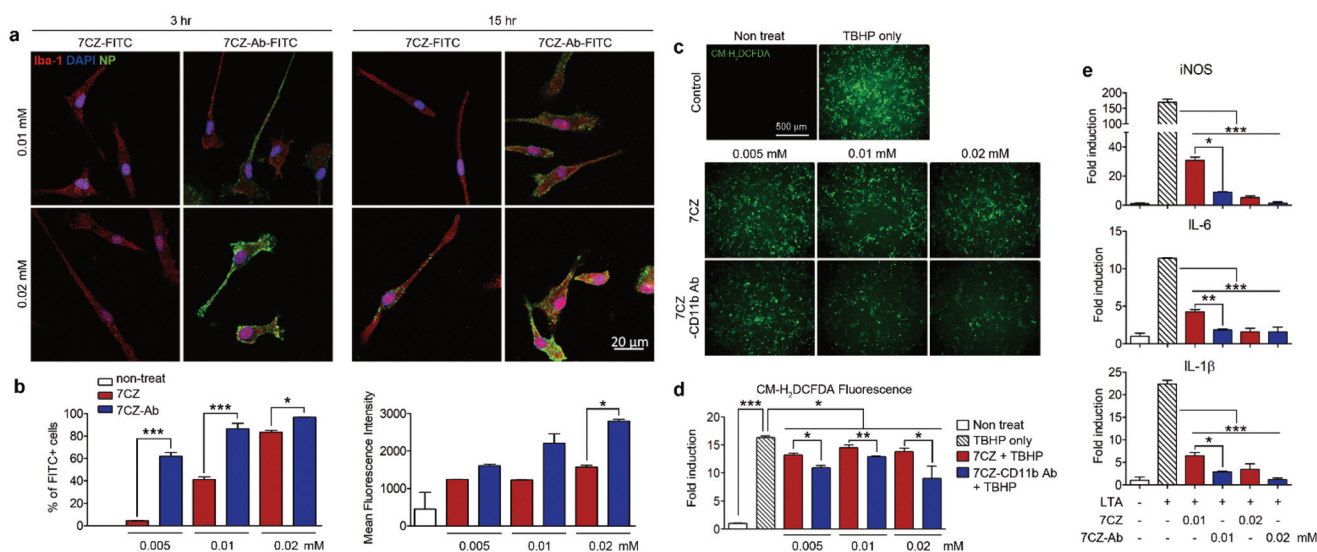 3 hr
15 hr
a
7CZ-FITC
7CZ-Ab-FITC
7CZ-FITC
7CZ-Ab-FITC
Iba-1 DAPI NP
0.01 mM
0.02 mM
20 µm
b
non-treat
7CZ
7CZ-Ab
% of FITC+ cells
100
80
60
40
20
0
***
***
*
0.005
0.01
0.02 mM
Mean Fluorescence Intensity
3000
2000
1000
0
*
0.005
0.01
0.02 mM
c
Non treat
TBHP only
CM-H2DCFDA
Control
500 µm
0.005 mM
0.01 mM
0.02 mM
7CZ
7CZ
-CD11b Ab
d
CM-H2DCFDA Fluorescence
Fold induction
20
15
10
5
0
***
*
*
**
*
Non treat
TBHP only
7CZ + TBHP
7CZ-CD11b Ab
+ TBHP
0.005
0.01
0.02 mM
e
iNOS
Fold induction
200
150
100
40
20
0
***
*
IL-6
Fold induction
15
10
5
0
***
**
IL-1β
Fold induction
25
20
15
10
5
0
***
*
LTA - + + + + +
7CZ - - 0.01 - 0.02 -
7CZ-Ab - - - 0.01 - 0.02 mM